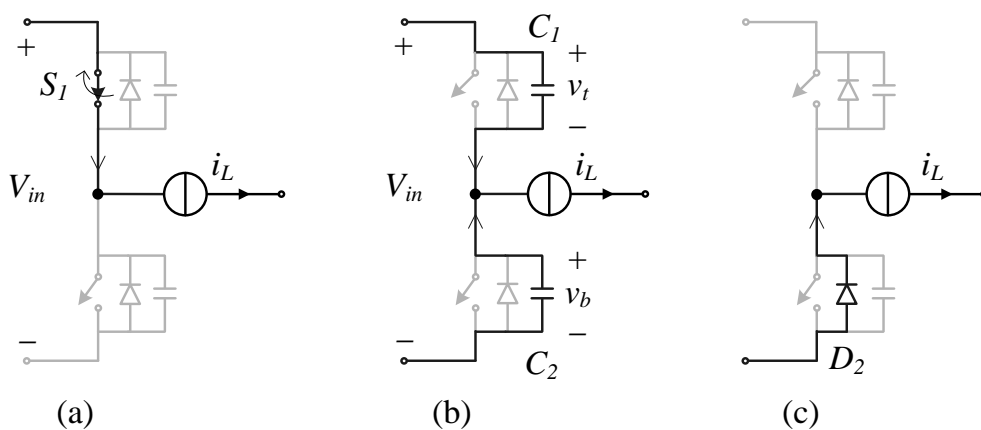 +
S1
Vin
iL
−
(a)
+
C1
+
vt
−
Vin
iL
+
vb
−
−
C2
(b)
iL
D2
(c)